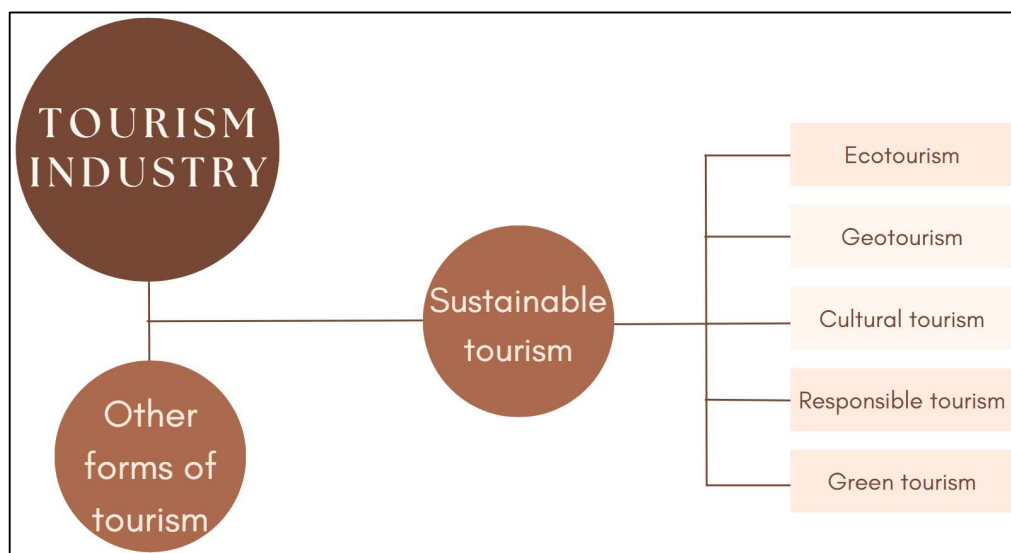 TOURISM
INDUSTRY
Other
forms of
tourism
Sustainable
tourism
Ecotourism
Geotourism
Cultural tourism
Responsible tourism
Green tourism